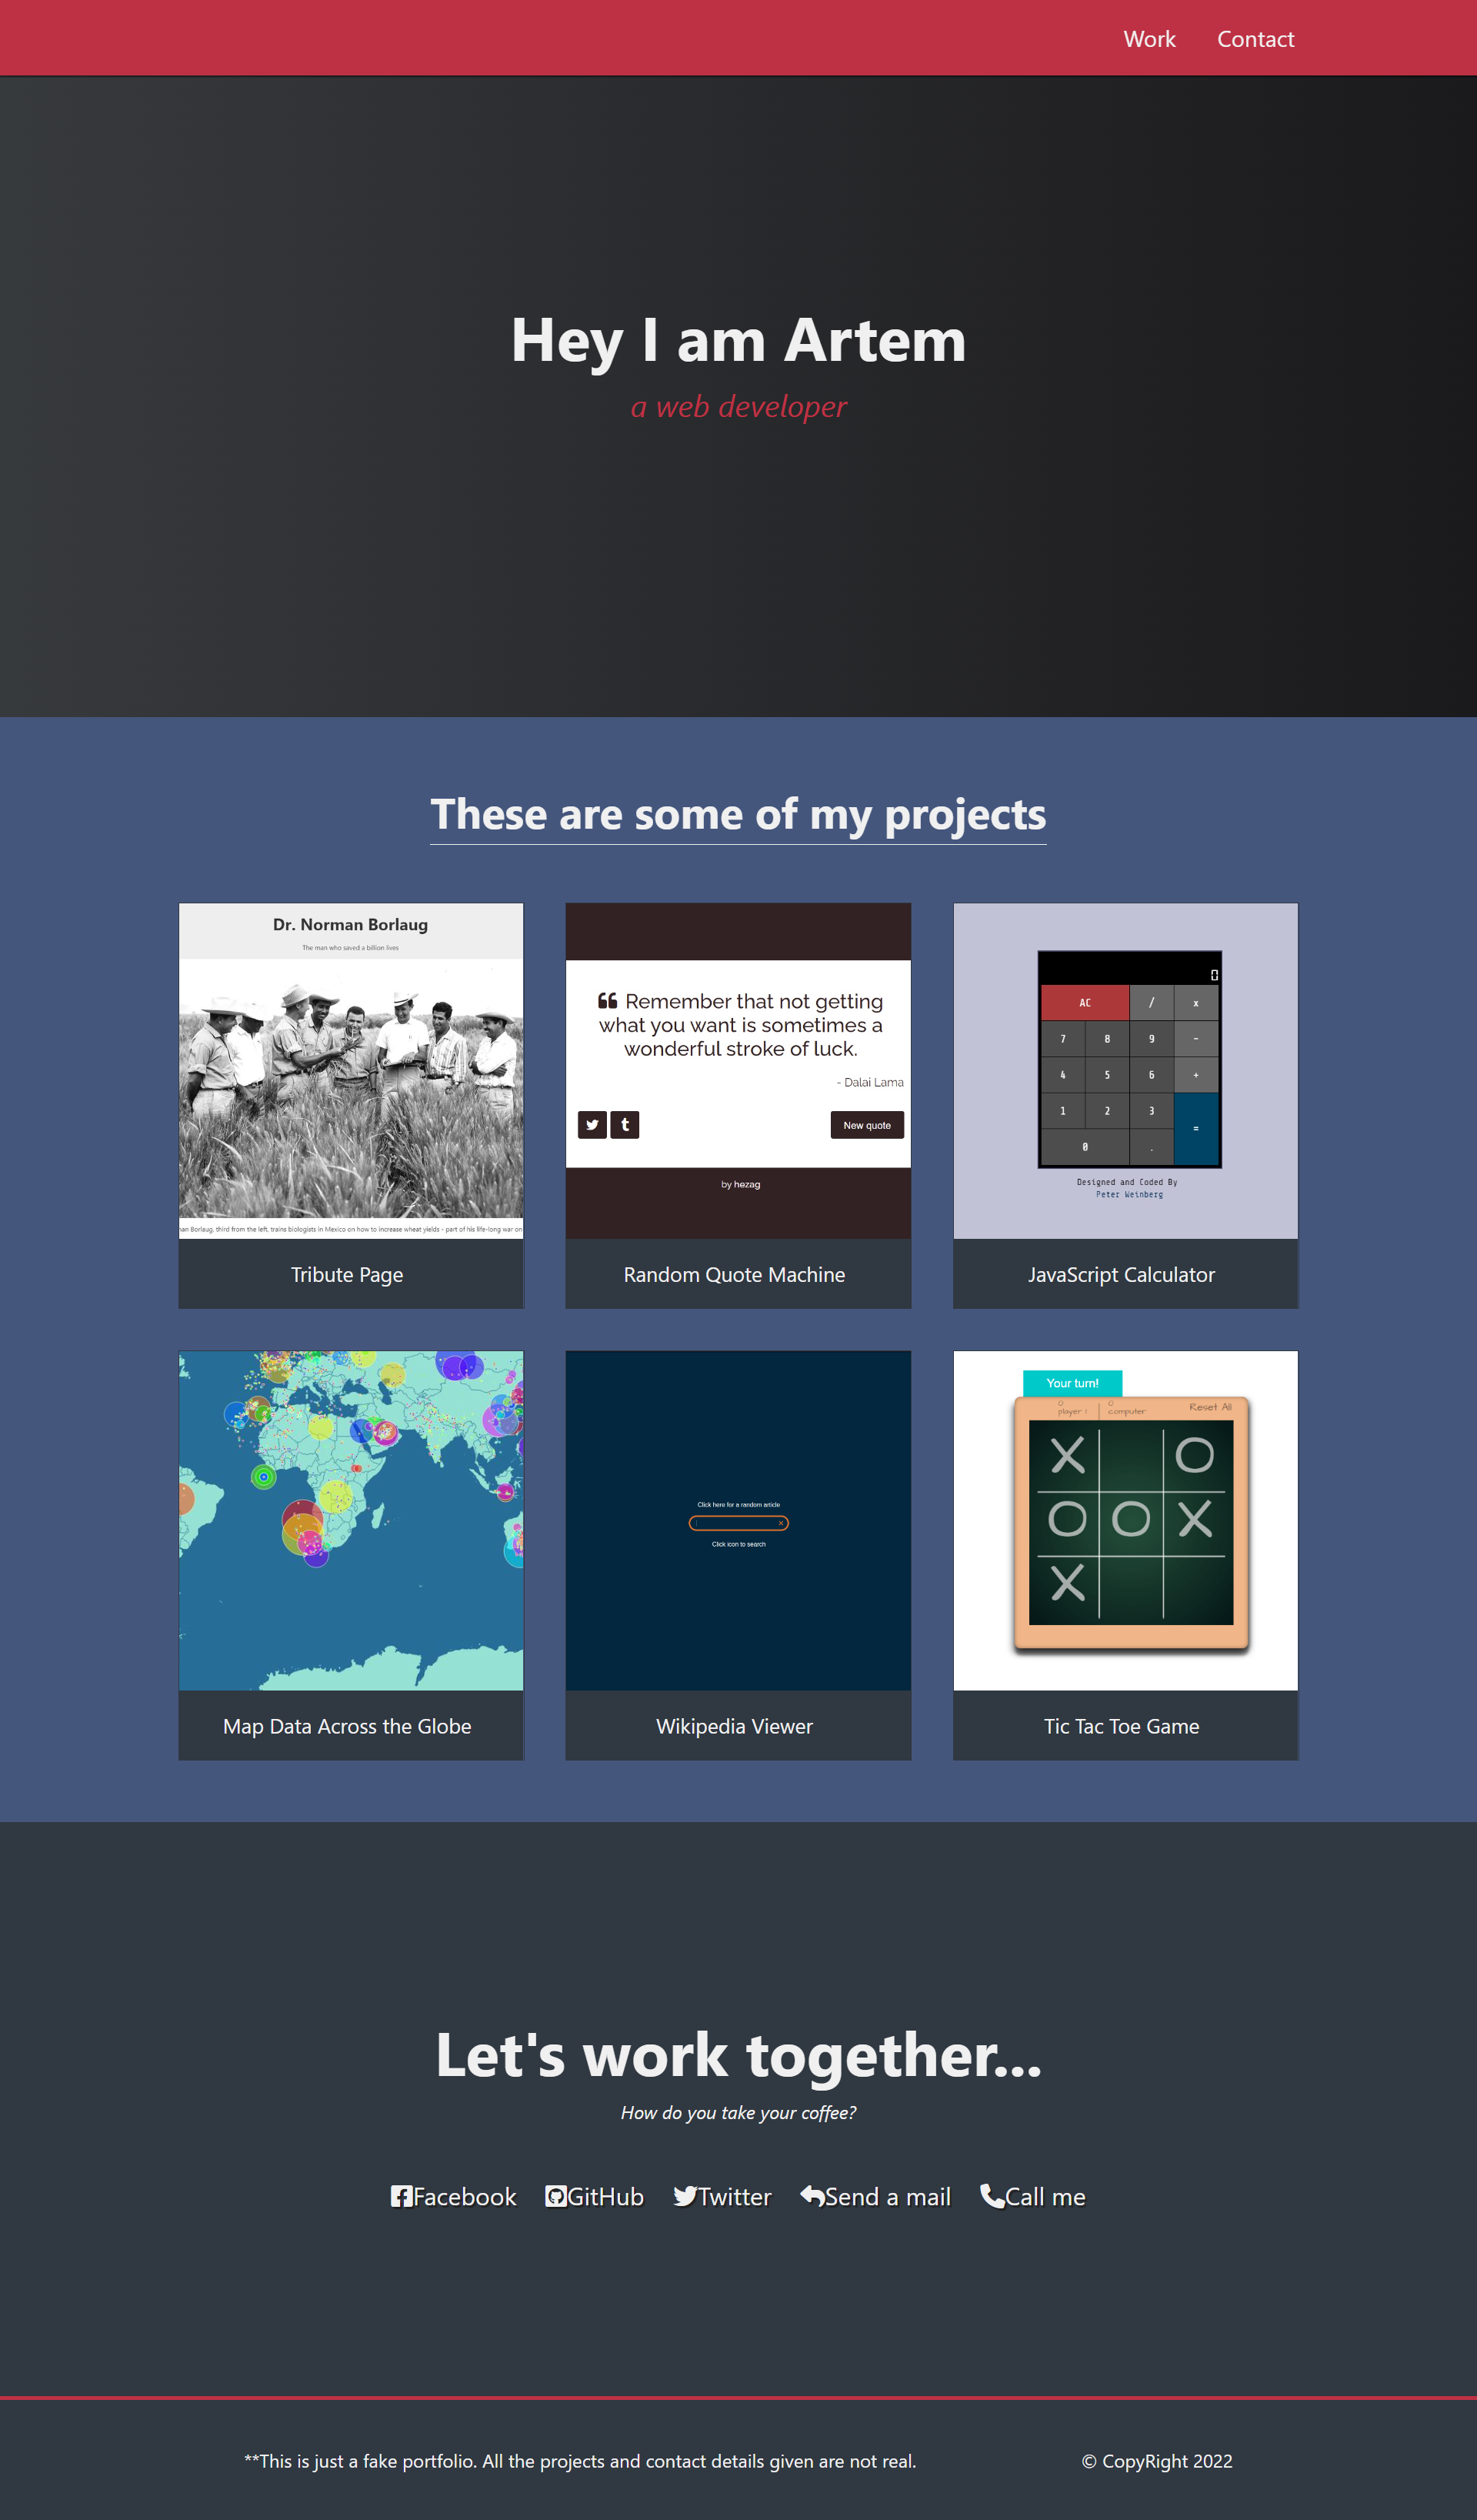 Work Contact
Hey I am Artem
a web developer
These are some of my projects
Dr. Norman Borlaug
The man who saved a billion lives
Borlaug, third from the left, trains biologists in Mexico on how to increase wheat yields - part of his life-long war on
Tribute Page
Remember that not getting
what you want is sometimes a
wonderful stroke of luck.
- Dalai Lama
New quote
by hezag
Random Quote Machine
0
AC / x
7 8 9 -
4 5 6 +
1 2 3 =
0 .
Designed and Coded By
Peter Weinberg
JavaScript Calculator
Map Data Across the Globe
Click here for a random article
Click icon to search
Wikipedia Viewer
Your turn!
0 0
player 1 computer Reset All
X O
O O X
X
Tic Tac Toe Game
Let's work together...
How do you take your coffee?
Facebook GitHub Twitter Send a mail Call me
**This is just a fake portfolio. All the projects and contact details given are not real. © CopyRight 2022